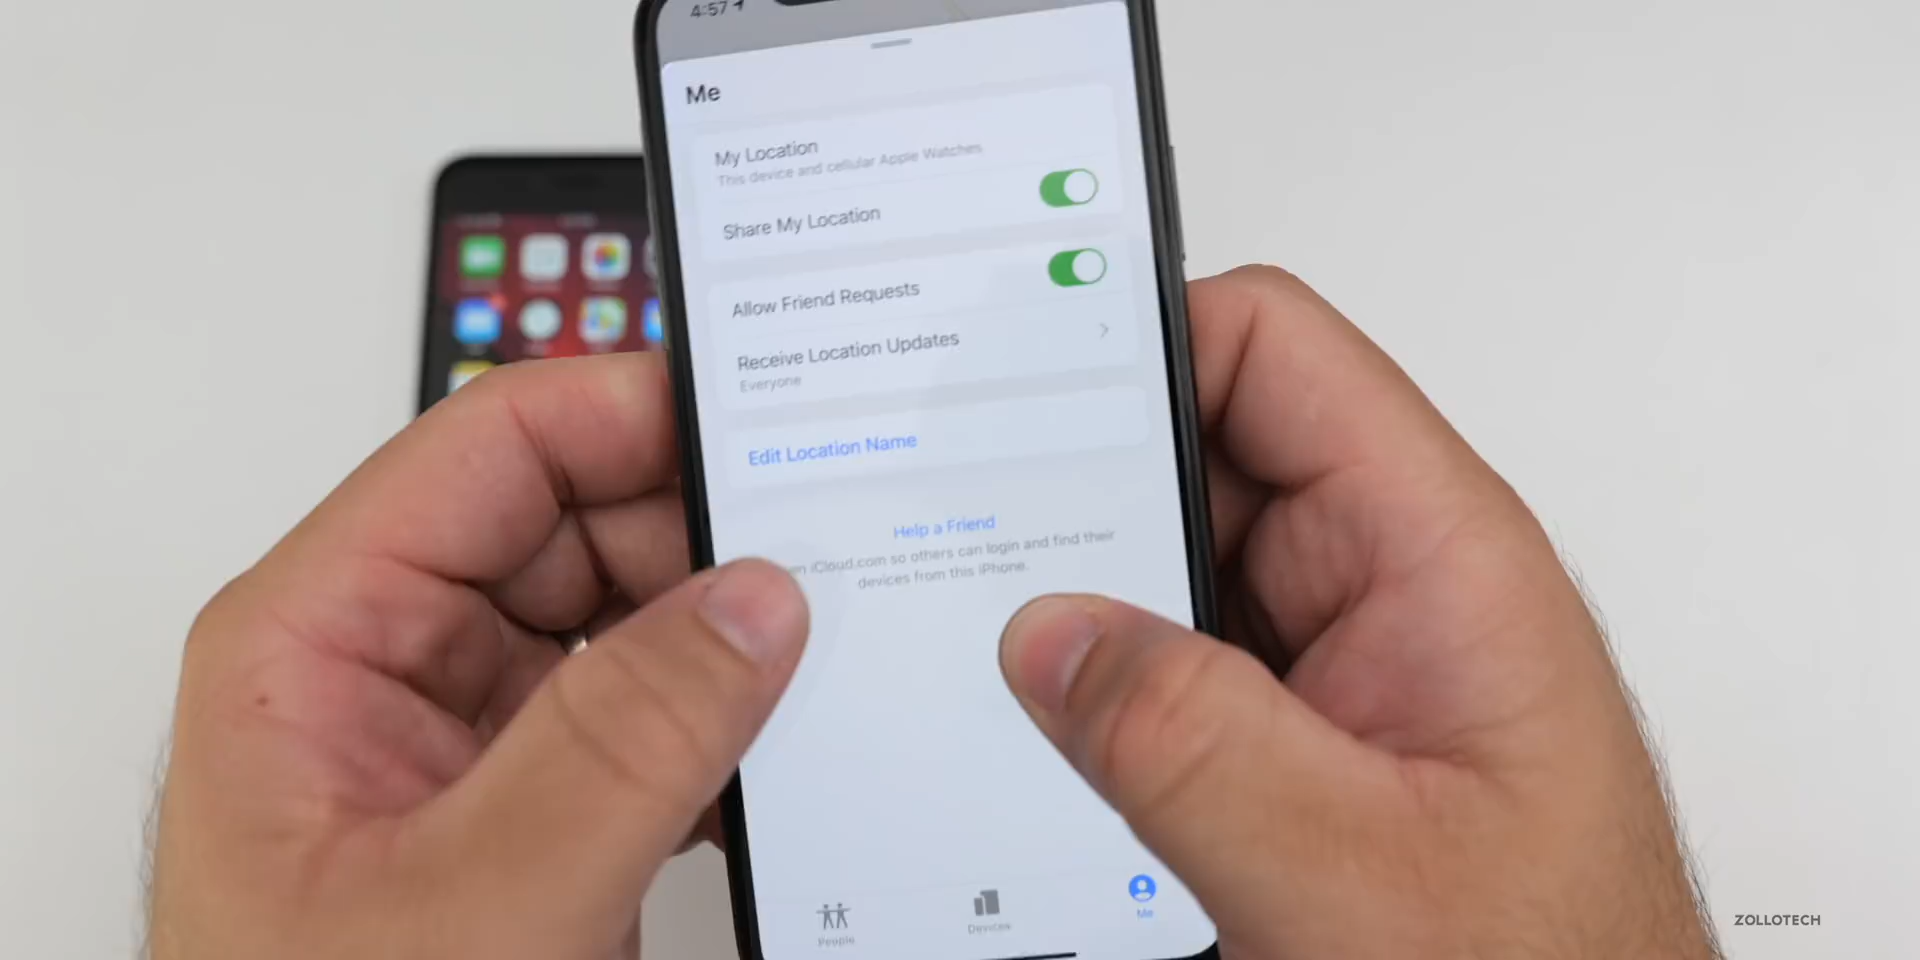 4:57
Me
My Location
This device and cellular Apple Watches
Share My Location
Allow Friend Requests
Receive Location Updates
Everyone
Edit Location Name
Help a Friend
iCloud.com so others can login and find their
devices from this iPhone.
People
Devices
Me
ZOLLOTECH